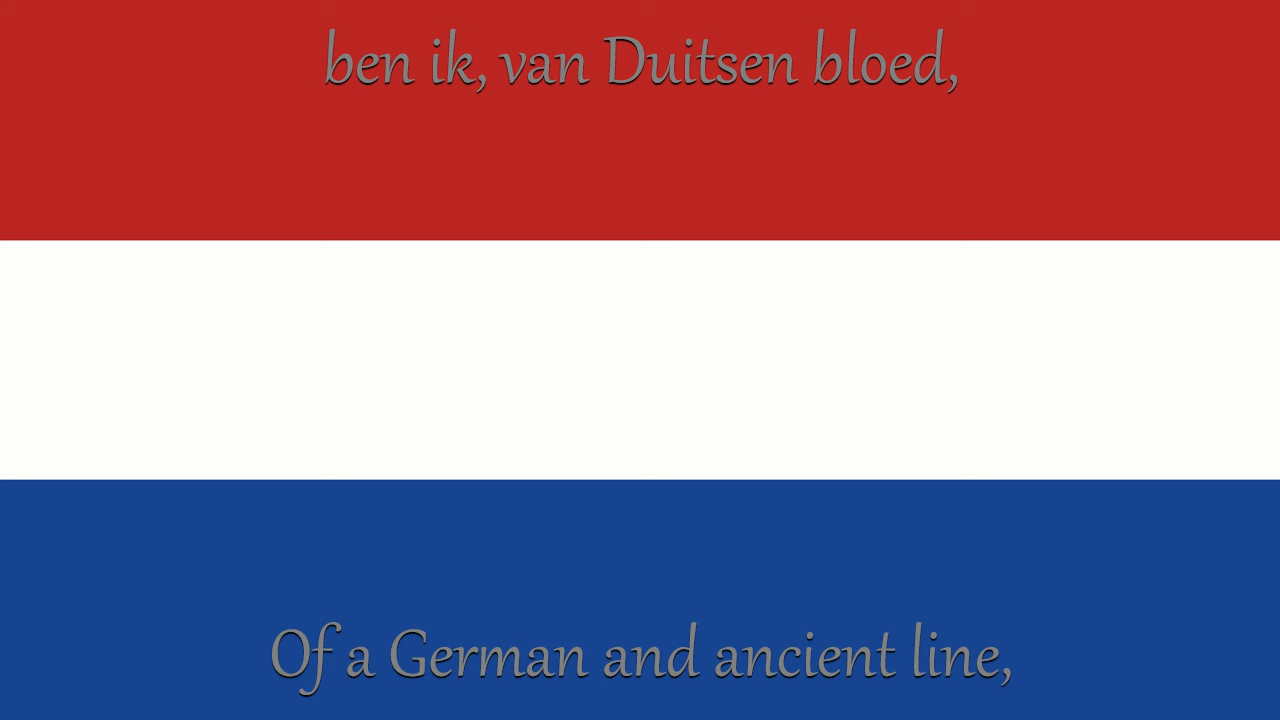 ben ik, van Duitsen bloed,
Of a German and ancient line,